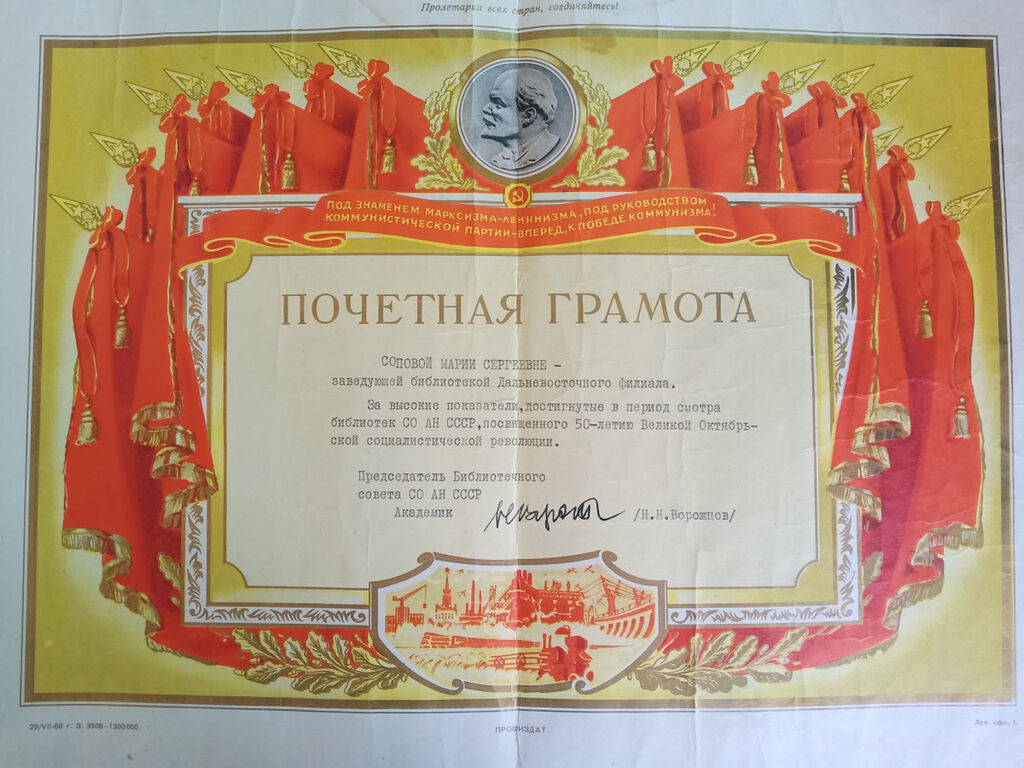 Пролетарии всех стран, соединяйтесь!
ПОД ЗНАМЕНЕМ МАРКСИЗМА-ЛЕНИНИЗМА, ПОД РУКОВОДСТВОМ
КОММУНИСТИЧЕСКОЙ ПАРТИИ-ВПЕРЕД, К ПОБЕДЕ КОММУНИЗМА!
ПОЧЕТНАЯ ГРАМОТА
СОПОВОЙ МАРИИ СЕРГЕЕВНЕ -
заведующей библиотекой Дальневосточного филиала.
За высокие показатели,достигнутые в период смотра
библиотек СО АН СССР,посвященного 50-летию Великой Октябрь-
ской социалистической революции.
Председатель Библиотечного
совета СО АН СССР
Академик /Н.Н.Ворожцов/
29/VII-66 г. З. 3508-1300000.
ПРОФИЗДАТ
Лен. офс. 1.